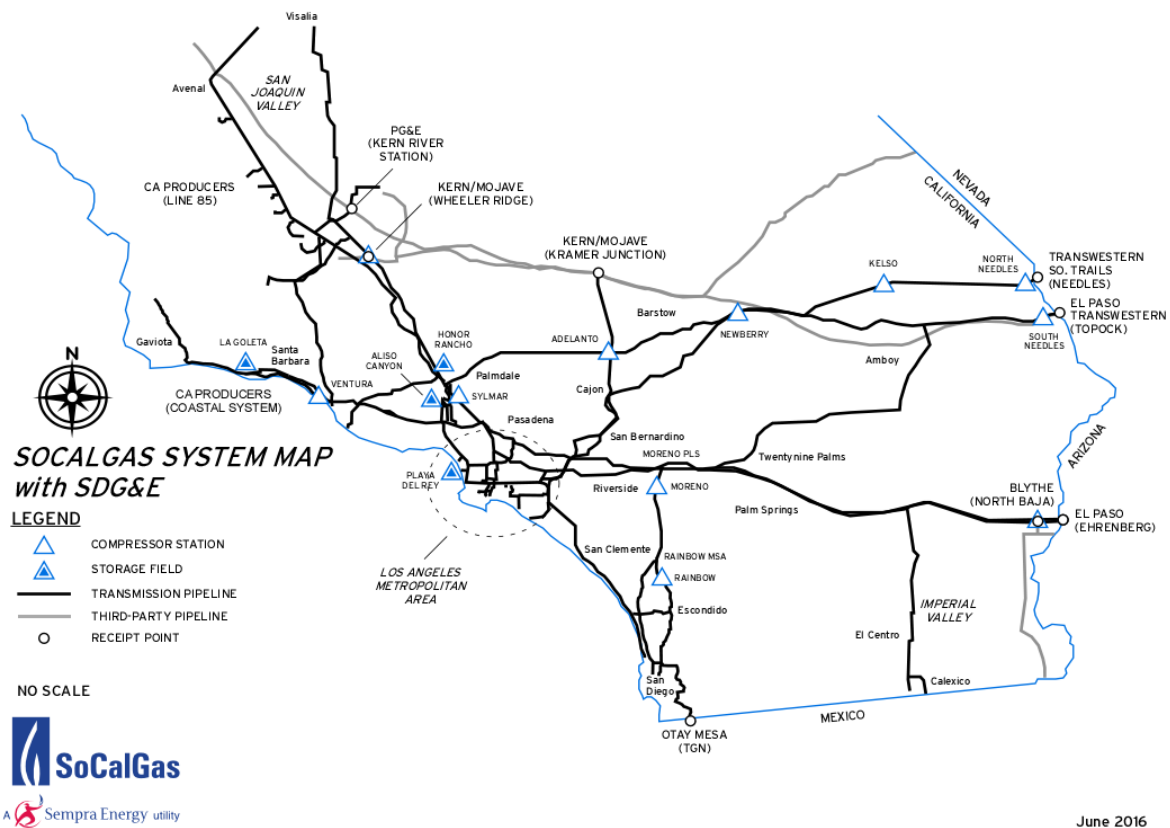 Visalia
SAN
JOAQUIN
VALLEY
Avenal
PG&E
(KERN RIVER
STATION)
CA PRODUCERS
(LINE 85)
KERN/MOJAVE
(WHEELER RIDGE)
NEVADA
CALIFORNIA
KERN/MOJAVE
(KRAMER JUNCTION)
KELSO
NORTH
NEEDLES
TRANSWESTERN
SO. TRAILS
(NEEDLES)
EL PASO
TRANSWESTERN
(TOPOCK)
SOUTH
NEEDLES
Barstow
NEWBERRY
Amboy
ADELANTO
HONOR
RANCHO
Gaviota
LA GOLETA
Santa
Barbara
ALISO
CANYON
Palmdale
Cajon
VENTURA
SYLMAR
CA PRODUCERS
(COASTAL SYSTEM)
N
Pasadena
San Bernardino
MORENO PLS
Twentynine Palms
ARIZONA
SOCALGAS SYSTEM MAP
with SDG&E
PLAYA
DEL REY
Riverside
MORENO
Palm Springs
BLYTHE
(NORTH BAJA)
EL PASO
(EHRENBERG)
LEGEND
COMPRESSOR STATION
STORAGE FIELD
TRANSMISSION PIPELINE
THIRD-PARTY PIPELINE
RECEIPT POINT
LOS ANGELES
METROPOLITAN
AREA
San Clemente
RAINBOW MSA
RAINBOW
Escondido
IMPERIAL
VALLEY
El Centro
San
Diego
Calexico
MEXICO
OTAY MESA
(TGN)
NO SCALE
SoCalGas
A Sempra Energy utility
June 2016